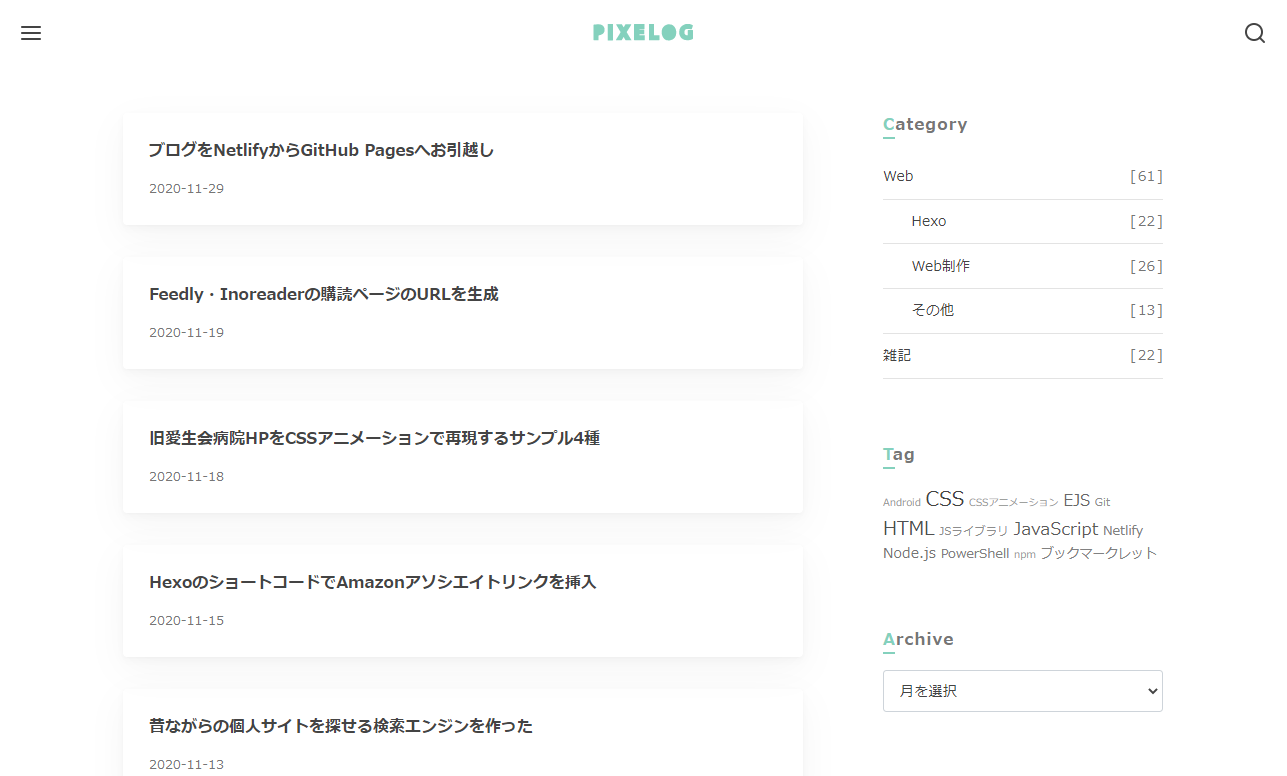 PIXELOG
ブログをNetlifyからGitHub Pagesへお引越し
2020-11-29
Feedly・Inoreaderの購読ページのURLを生成
2020-11-19
旧愛生会病院HPをCSSアニメーションで再現するサンプル4種
2020-11-18
HexoのショートコードでAmazonアソシエイトリンクを挿入
2020-11-15
昔ながらの個人サイトを探せる検索エンジンを作った
2020-11-13
Category
Web [61]
Hexo [22]
Web制作 [26]
その他 [13]
雑記 [22]
Tag
Android CSS CSSアニメーション EJS Git
HTML JSライブラリ JavaScript Netlify
Node.js PowerShell npm ブックマークレット
Archive
月を選択